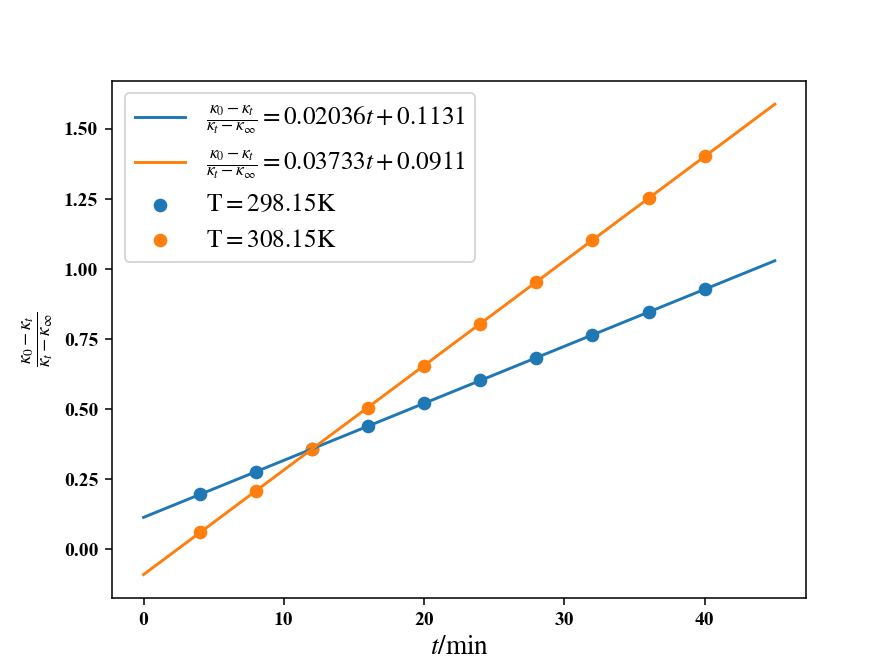 κ₀ − κₜ / κₜ − κ∞ = 0.02036t + 0.1131
κ₀ − κₜ / κₜ − κ∞ = 0.03733t + 0.0911
T = 298.15K
T = 308.15K
1.50
1.25
1.00
0.75
0.50
0.25
0.00
κ₀ − κₜ / κₜ − κ∞
0 10 20 30 40
t/min